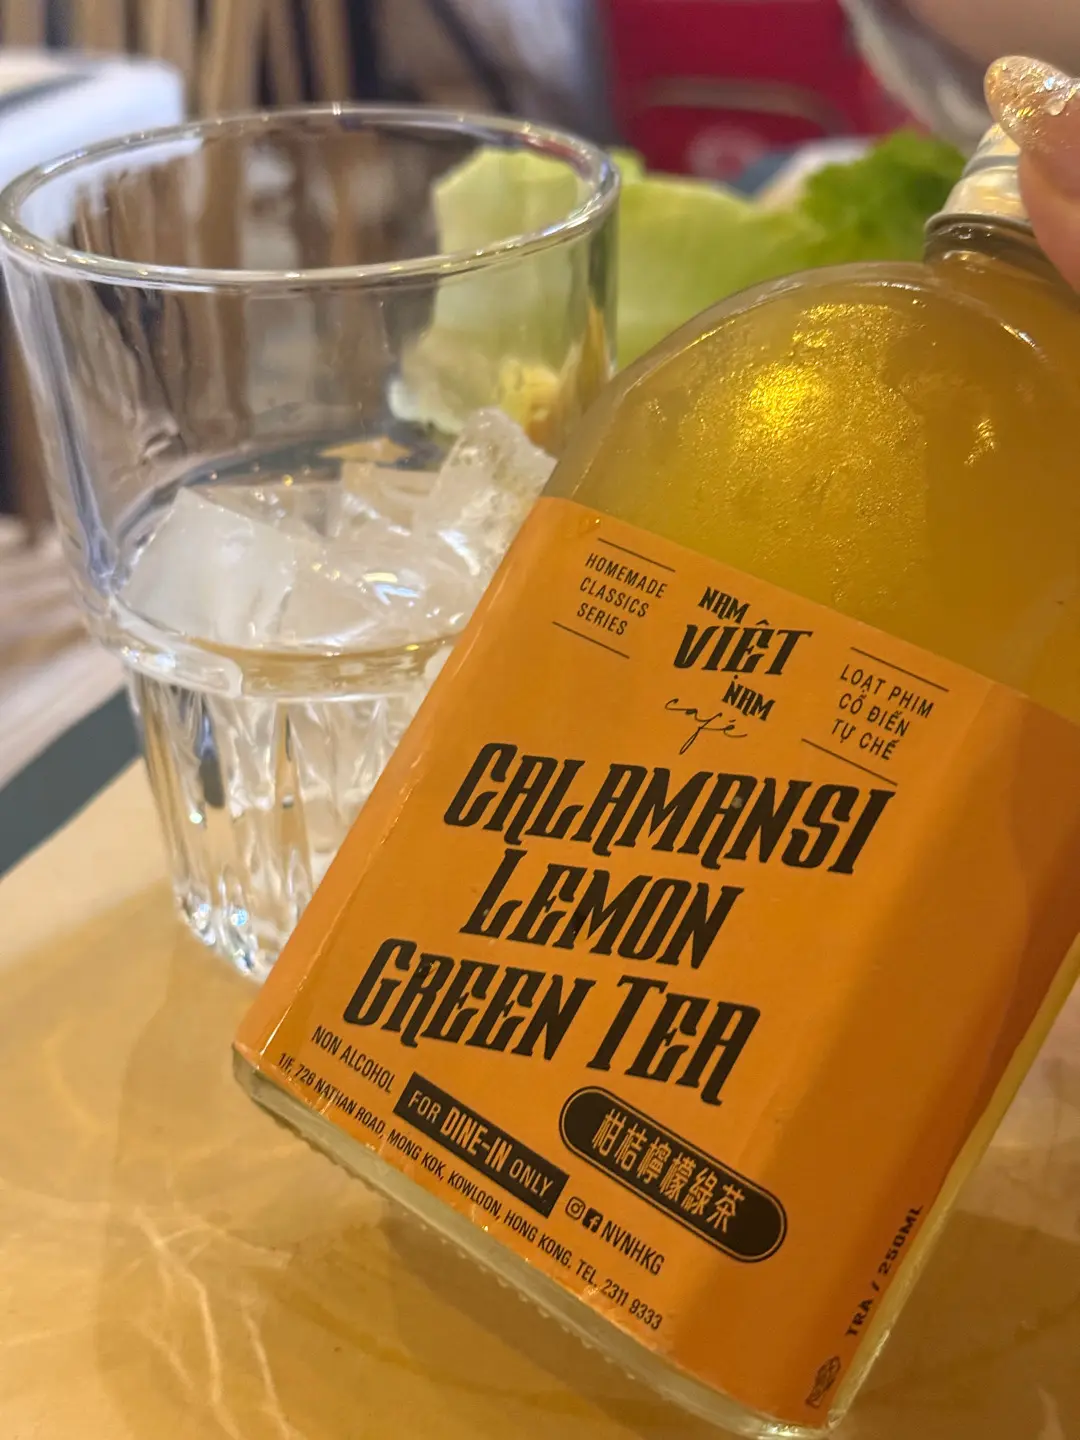 HOMEMADE
CLASSICS
SERIES
NAM
VIỆT
NAM
café
LOẠT PHIM
CỔ ĐIỂN
TỰ CHẾ
CALAMANSI
LEMON
GREEN TEA
NON ALCOHOL
FOR DINE-IN ONLY
柑桔檸檬綠茶
1/F, 726 NATHAN ROAD, MONG KOK, KOWLOON, HONG KONG. TEL. 2311 9333
NVNHKG
TRÀ / 250ML